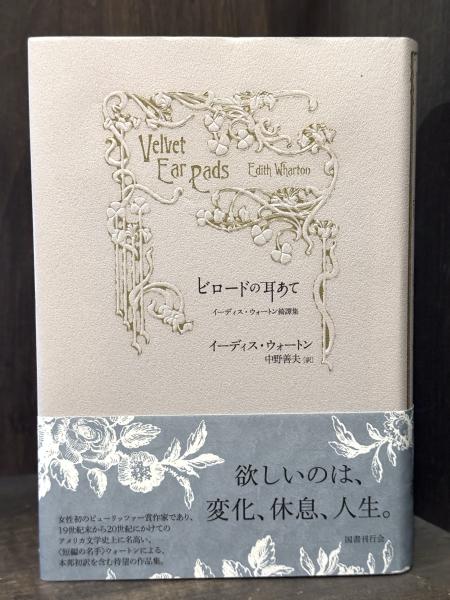 Velvet
Ear Pads
Edith Wharton
ビロードの耳あて
イーディス・ウォートン綺譚集
イーディス・ウォートン
中野善夫[訳]
欲しいのは、
変化、休息、人生。
女性初のピューリッツァー賞作家であり、
19世紀末から20世紀にかけての
アメリカ文学史上に名高い、
〈短編の名手〉ウォートンによる、
本邦初訳を含む待望の作品集。
国書刊行会